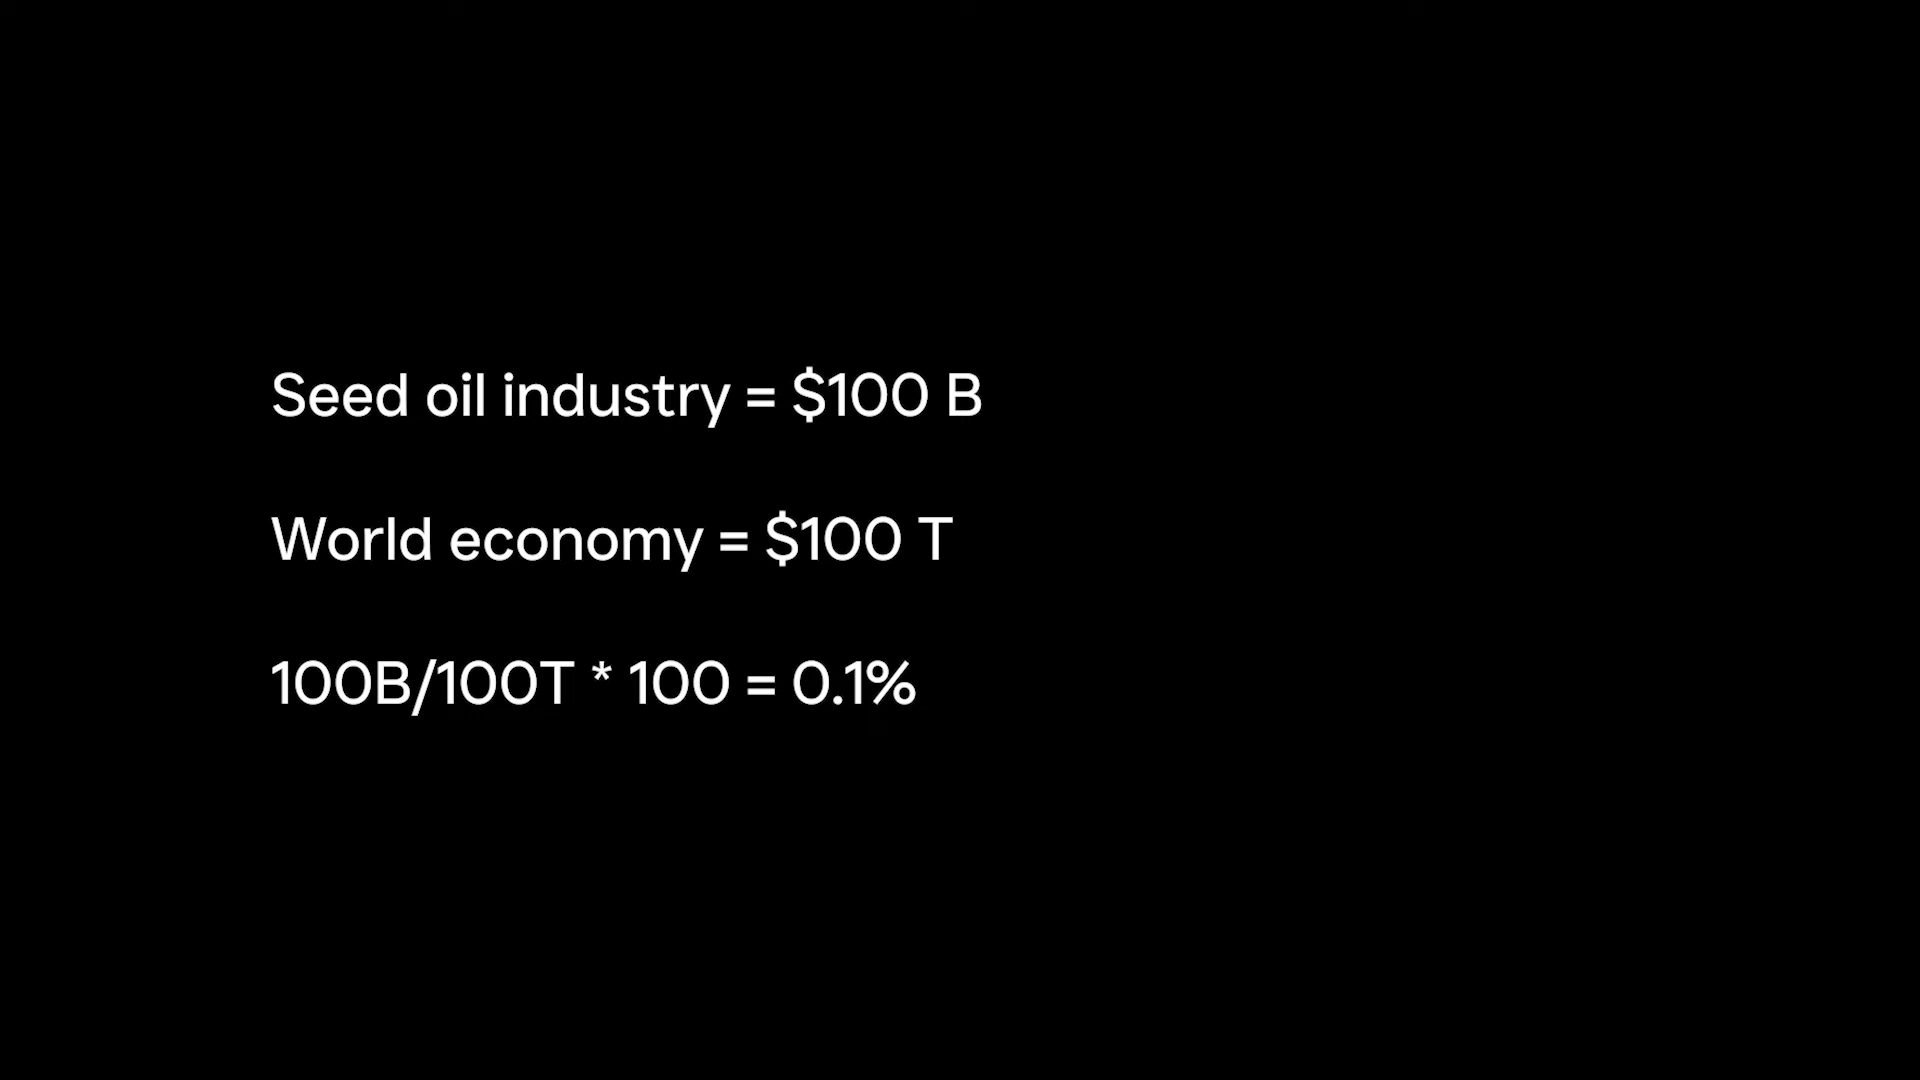 Seed oil industry = $100 B
World economy = $100 T
100B/100T * 100 = 0.1%